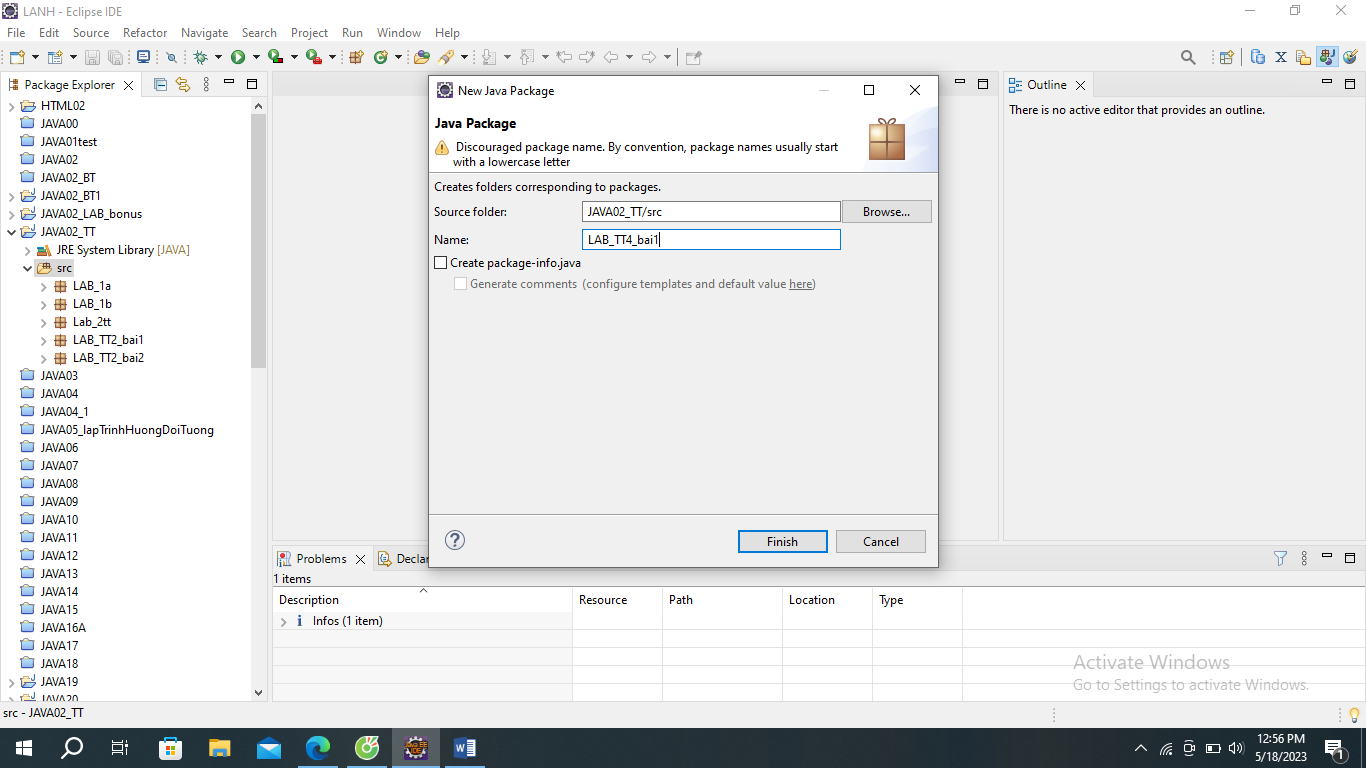 LANH - Eclipse IDE
File Edit Source Refactor Navigate Search Project Run Window Help
Package Explorer
HTML02
JAVA00
JAVA01test
JAVA02
JAVA02_BT
JAVA02_BT1
JAVA02_LAB_bonus
JAVA02_TT
JRE System Library [JAVA]
src
LAB_1a
LAB_1b
Lab_2tt
LAB_TT2_bai1
LAB_TT2_bai2
JAVA03
JAVA04
JAVA04_1
JAVA05_lapTrinhHuongDoiTuong
JAVA06
JAVA07
JAVA08
JAVA09
JAVA10
JAVA11
JAVA12
JAVA13
JAVA14
JAVA15
JAVA16A
JAVA17
JAVA18
JAVA19
JAVA20
New Java Package
Java Package
Discouraged package name. By convention, package names usually start
with a lowercase letter
Creates folders corresponding to packages.
Source folder: JAVA02_TT/src Browse...
Name: LAB_TT4_bai1
Create package-info.java
Generate comments (configure templates and default value here)
? Finish Cancel
Outline
There is no active editor that provides an outline.
Problems Declar
1 items
Description Resource Path Location Type
i Infos (1 item)
Activate Windows
Go to Settings to activate Windows.
src - JAVA02_TT
Java EE
IDE
W
12:56 PM
5/18/2023
1